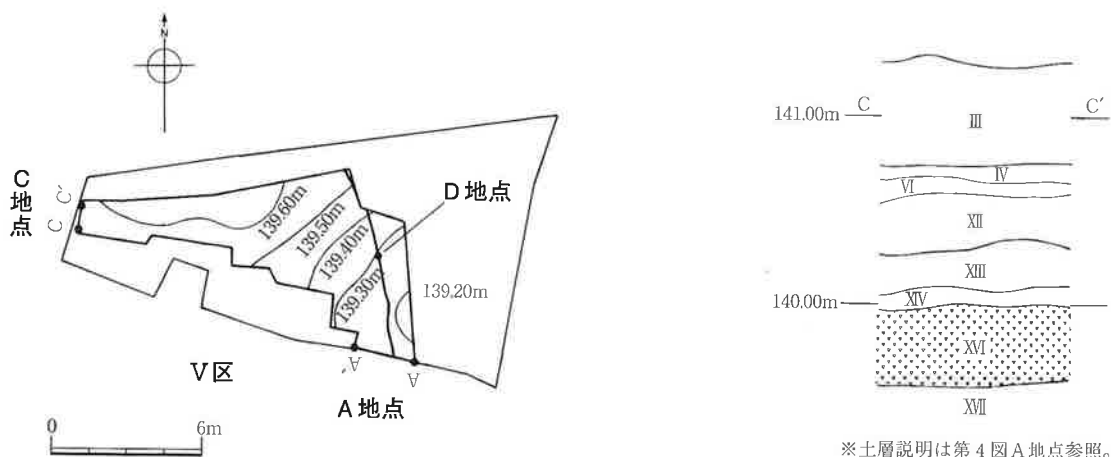 N
C地点
C′
C
139.60m
139.50m
139.40m
139.30m
139.20m
D地点
V区
A′
A
A地点
0
6m
141.00m
C
C′
III
IV
VI
XII
XIII
140.00m
XIV
XVI
XVII
※土層説明は第4図A地点参照。